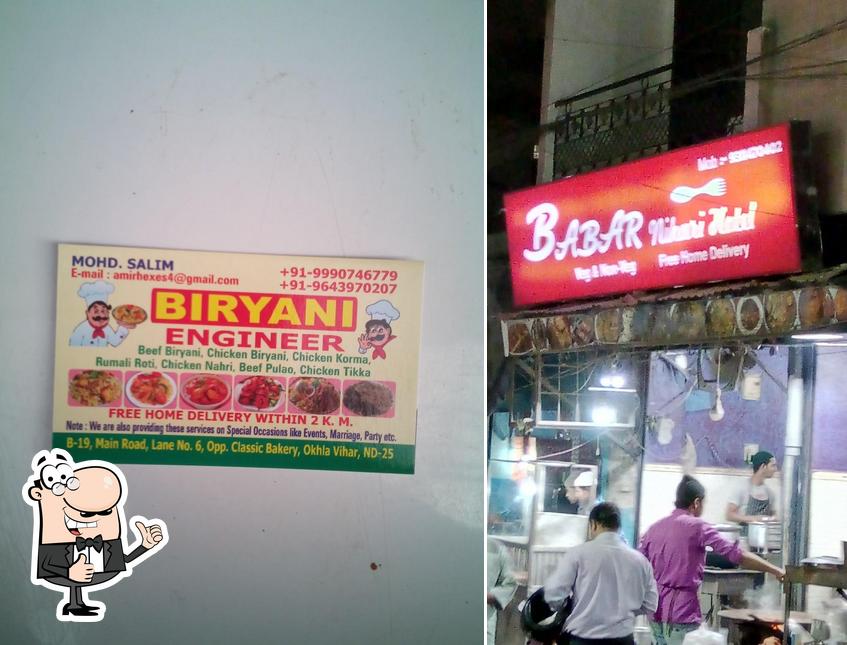 MOHD. SALIM
E-mail : amirhexes4@gmail.com
+91-9990746779
+91-9643970207
BIRYANI
ENGINEER
Beef Biryani, Chicken Biryani, Chicken Korma,
Rumali Roti, Chicken Nahri, Beef Pulao, Chicken Tikka
FREE HOME DELIVERY WITHIN 2 K. M.
Note : We are also providing these services on Special Occasions like Events, Marriage, Party etc.
B-19, Main Road, Lane No. 6, Opp. Classic Bakery, Okhla Vihar, ND-25
Mob :-
BABAR Nihari Hotel
Veg & Non-Veg Free Home Delivery